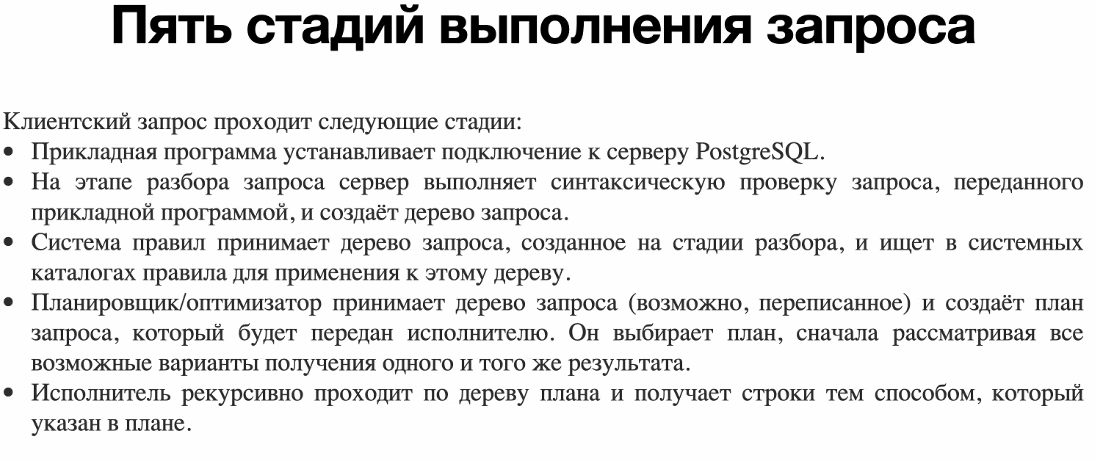 Пять стадий выполнения запроса
Клиентский запрос проходит следующие стадии:
• Прикладная программа устанавливает подключение к серверу PostgreSQL.
• На этапе разбора запроса сервер выполняет синтаксическую проверку запроса, переданного
прикладной программой, и создаёт дерево запроса.
• Система правил принимает дерево запроса, созданное на стадии разбора, и ищет в системных
каталогах правила для применения к этому дереву.
• Планировщик/оптимизатор принимает дерево запроса (возможно, переписанное) и создаёт план
запроса, который будет передан исполнителю. Он выбирает план, сначала рассматривая все
возможные варианты получения одного и того же результата.
• Исполнитель рекурсивно проходит по дереву плана и получает строки тем способом, который
указан в плане.